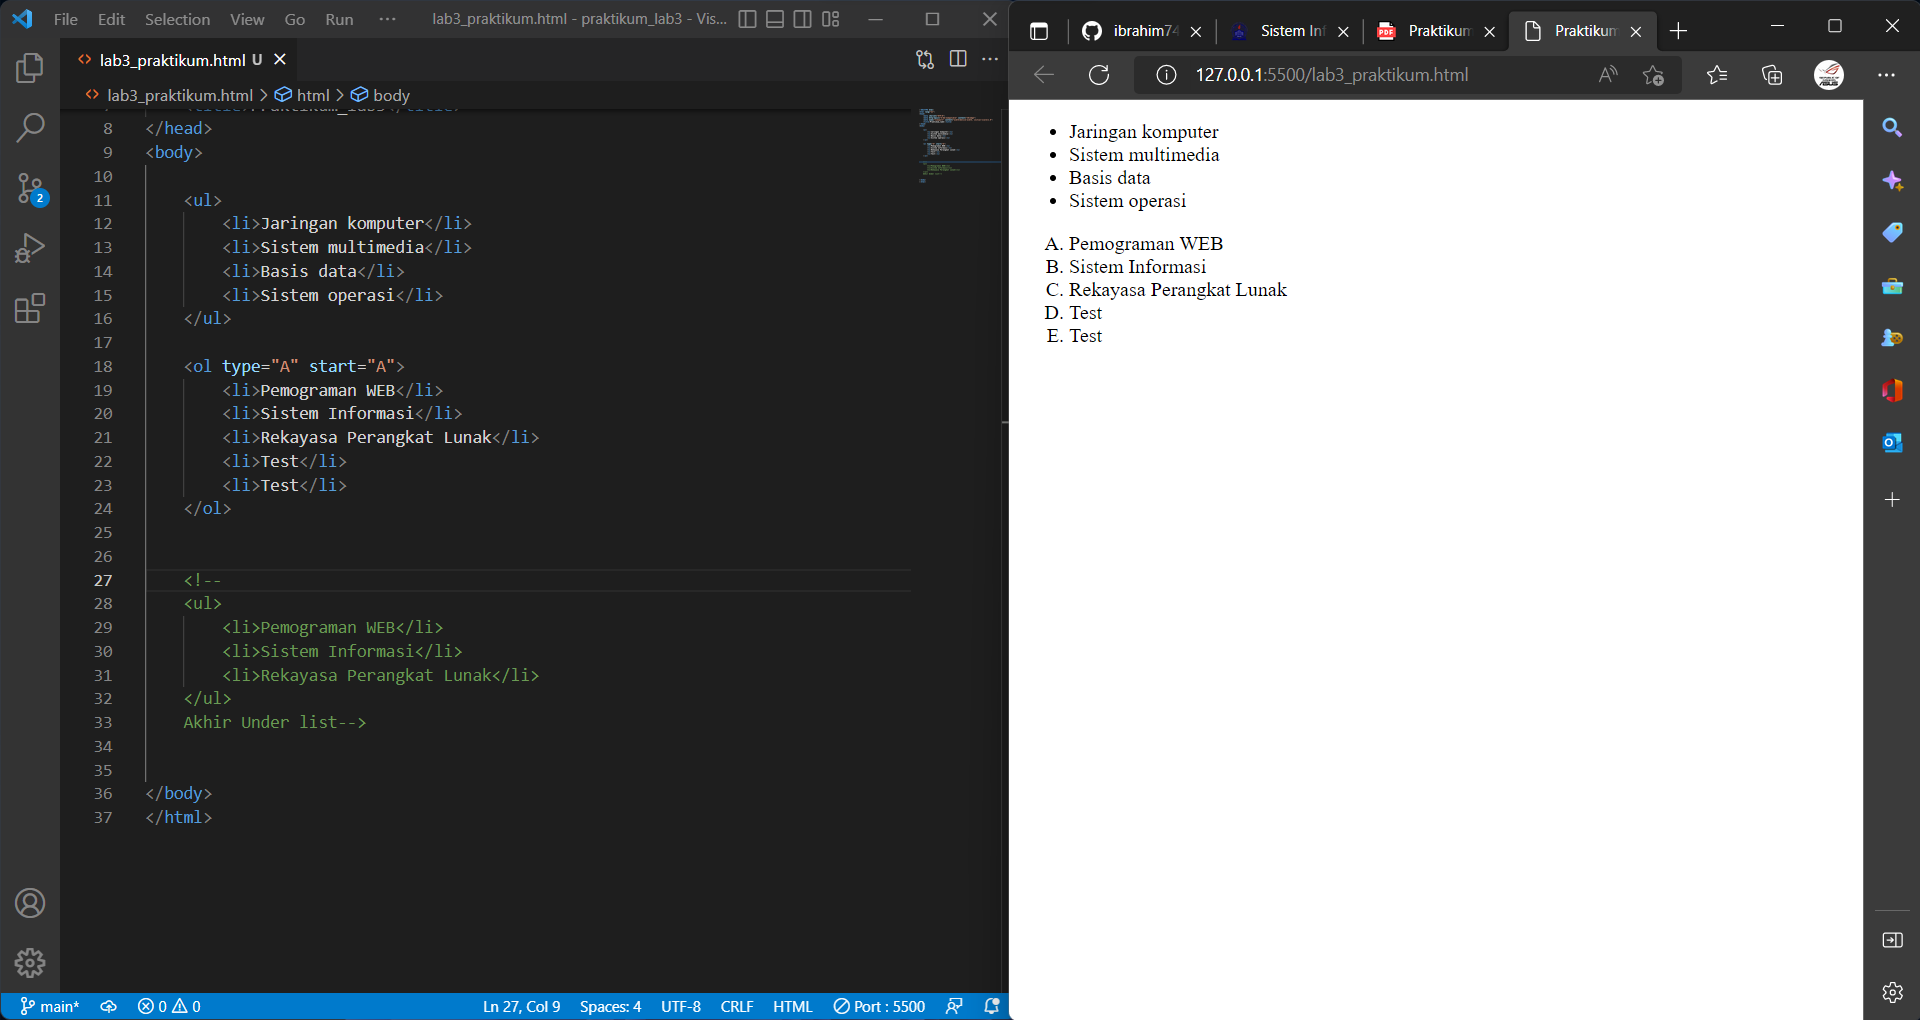 File Edit Selection View Go Run ··· lab3_praktikum.html - praktikum_lab3 - Vis...
lab3_praktikum.html U
lab3_praktikum.html > html > body
8 </head>
9 <body>
10
11 <ul>
12 <li>Jaringan komputer</li>
13 <li>Sistem multimedia</li>
14 <li>Basis data</li>
15 <li>Sistem operasi</li>
16 </ul>
17
18 <ol type="A" start="A">
19 <li>Pemograman WEB</li>
20 <li>Sistem Informasi</li>
21 <li>Rekayasa Perangkat Lunak</li>
22 <li>Test</li>
23 <li>Test</li>
24 </ol>
25
26
27 <!--
28 <ul>
29 <li>Pemograman WEB</li>
30 <li>Sistem Informasi</li>
31 <li>Rekayasa Perangkat Lunak</li>
32 </ul>
33 Akhir Under list-->
34
35
36 </body>
37 </html>
2
main* 0 0 Ln 27, Col 9 Spaces: 4 UTF-8 CRLF HTML Port : 5500
ibrahim74 Sistem Inf PDF Praktikum Praktikum
127.0.0.1:5500/lab3_praktikum.html
• Jaringan komputer
• Sistem multimedia
• Basis data
• Sistem operasi
A. Pemograman WEB
B. Sistem Informasi
C. Rekayasa Perangkat Lunak
D. Test
E. Test